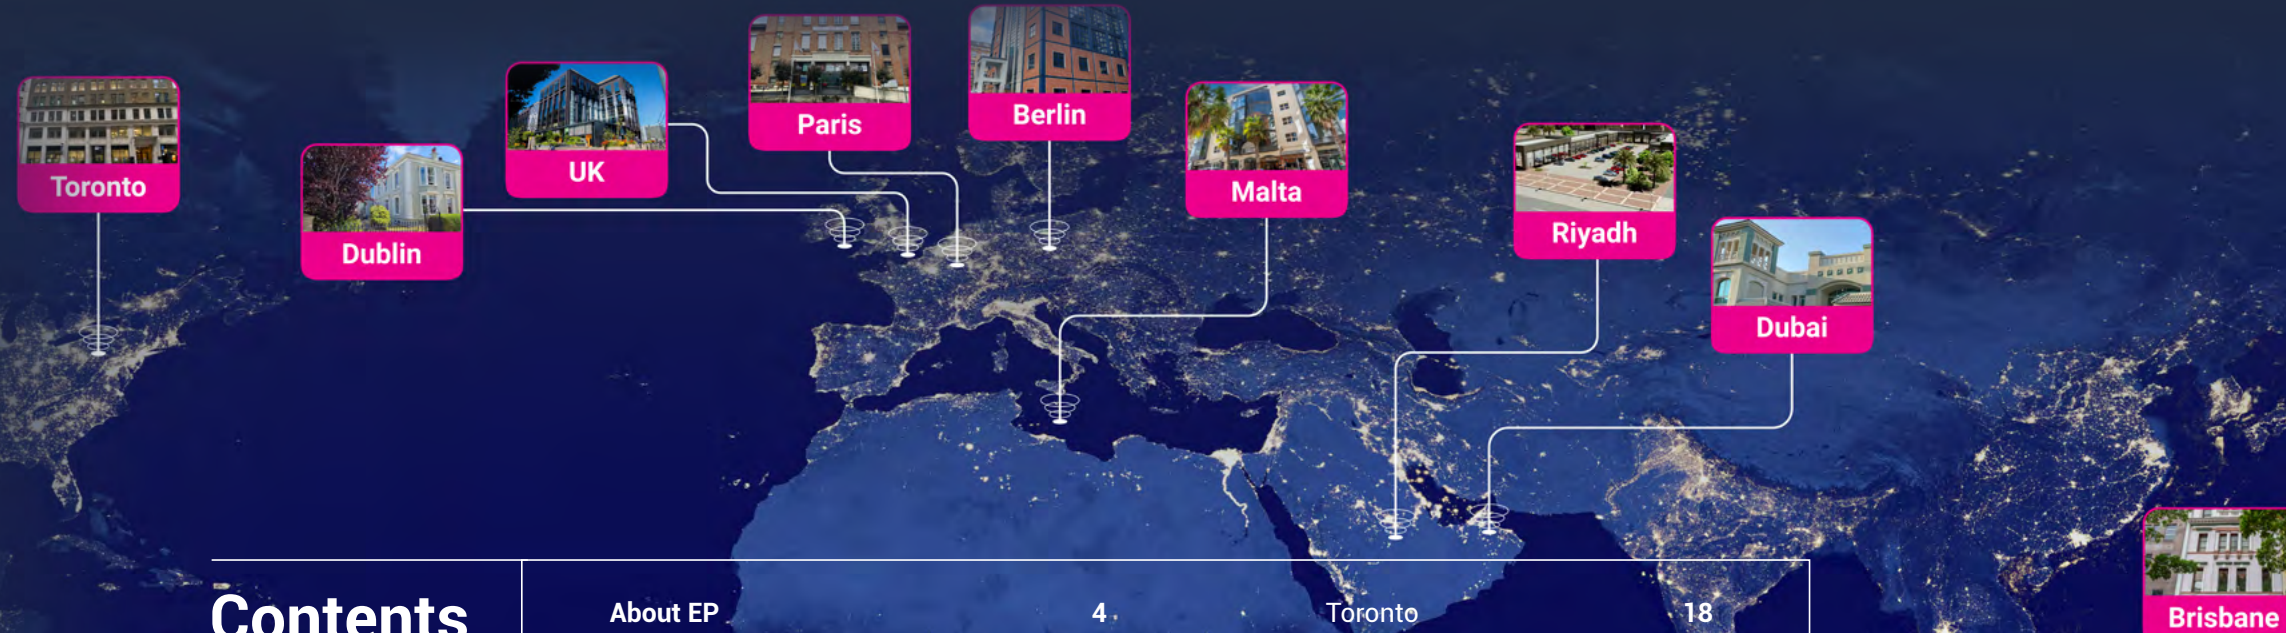 Toronto
Dublin
UK
Paris
Berlin
Malta
Riyadh
Dubai
Brisbane
Contents
About EP 4 Toronto 18